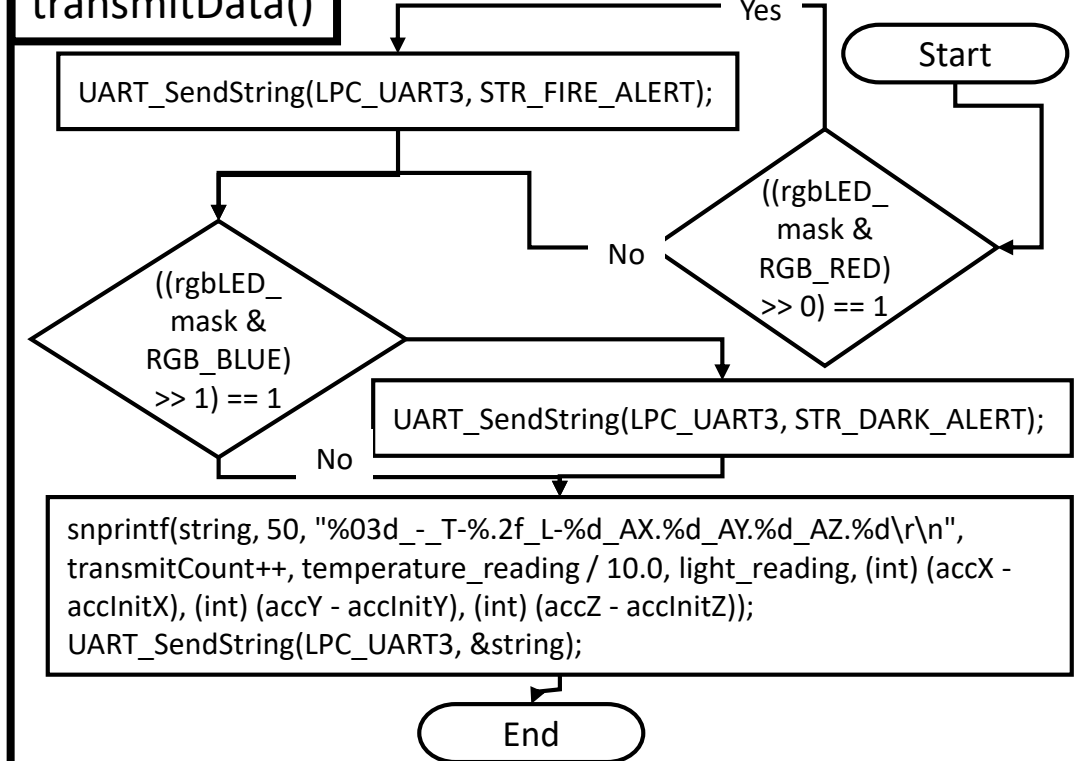 transmitData()
Yes
Start
UART_SendString(LPC_UART3, STR_FIRE_ALERT);
((rgbLED_
mask &
RGB_RED)
>> 0) == 1
No
((rgbLED_
mask &
RGB_BLUE)
>> 1) == 1
UART_SendString(LPC_UART3, STR_DARK_ALERT);
No
snprintf(string, 50, "%03d_-_T-%.2f_L-%d_AX.%d_AY.%d_AZ.%d\r\n",
transmitCount++, temperature_reading / 10.0, light_reading, (int) (accX -
accInitX), (int) (accY - accInitY), (int) (accZ - accInitZ));
UART_SendString(LPC_UART3, &string);
End